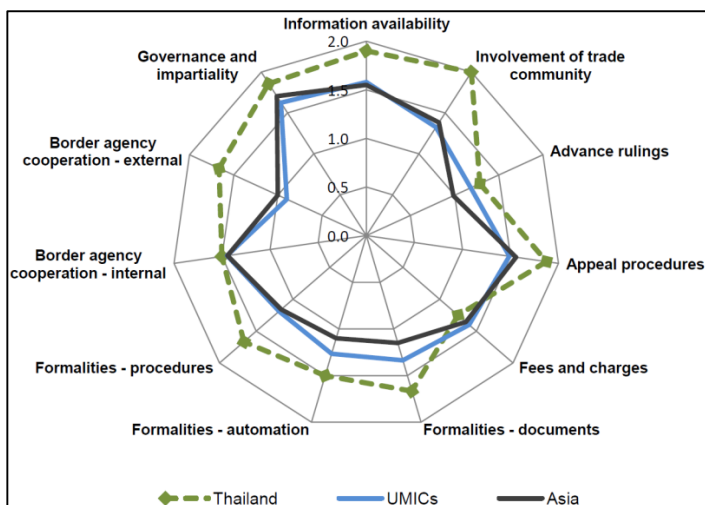 Information availability
2.0
Governance and
impartiality
Involvement of trade
community
1.5
Border agency
cooperation - external
1.0
Advance rulings
0.5
0.0
Border agency
cooperation - internal
Appeal procedures
Formalities - procedures
Fees and charges
Formalities - automation
Formalities - documents
Thailand
UMICs
Asia